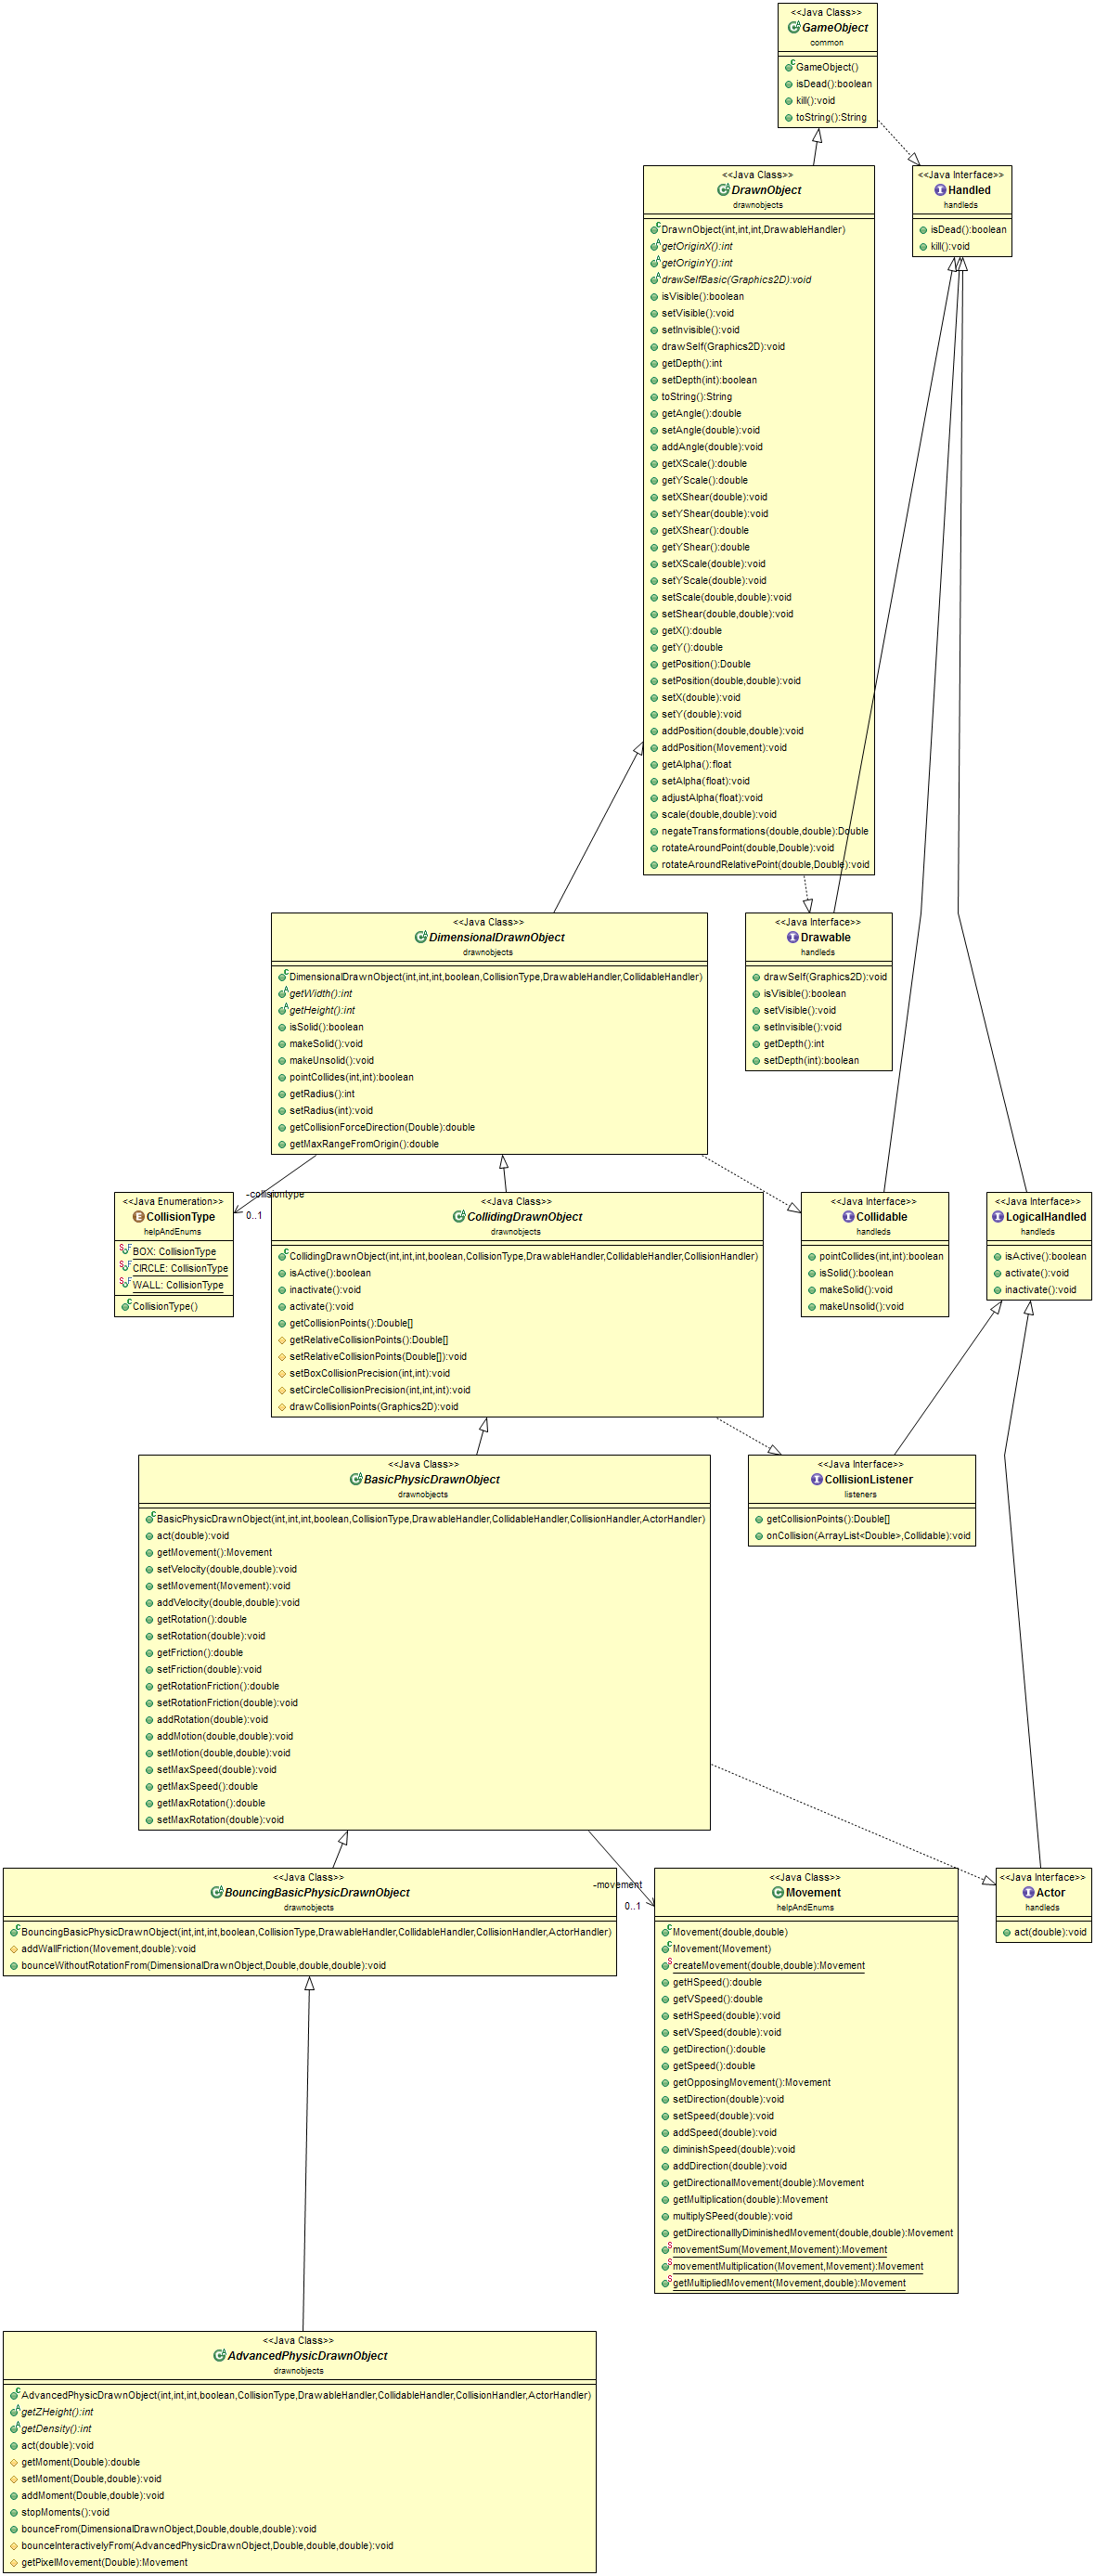 <<Java Class>>
GameObject
common
GameObject()
isDead():boolean
kill():void
toString():String
<<Java Class>>
DrawnObject
drawnobjects
DrawnObject(int,int,int,DrawableHandler)
getOriginX():int
getOriginY():int
drawSelfBasic(Graphics2D):void
isVisible():boolean
setVisible():void
setInvisible():void
drawSelf(Graphics2D):void
getDepth():int
setDepth(int):boolean
toString():String
getAngle():double
setAngle(double):void
addAngle(double):void
getXScale():double
getYScale():double
setXShear(double):void
setYShear(double):void
getXShear():double
getYShear():double
setXScale(double):void
setYScale(double):void
setScale(double,double):void
setShear(double,double):void
getX():double
getY():double
getPosition():Double
setPosition(double,double):void
setX(double):void
setY(double):void
addPosition(double,double):void
addPosition(Movement):void
getAlpha():float
setAlpha(float):void
adjustAlpha(float):void
scale(double,double):void
negateTransformations(double,double):Double
rotateAroundPoint(double,Double):void
rotateAroundRelativePoint(double,Double):void
<<Java Interface>>
Handled
handleds
isDead():boolean
kill():void
<<Java Class>>
DimensionalDrawnObject
drawnobjects
DimensionalDrawnObject(int,int,int,boolean,CollisionType,DrawableHandler,CollidableHandler)
getWidth():int
getHeight():int
isSolid():boolean
makeSolid():void
makeUnsolid():void
pointCollides(int,int):boolean
getRadius():int
setRadius(int):void
getCollisionForceDirection(Double):double
getMaxRangeFromOrigin():double
<<Java Interface>>
Drawable
handleds
drawSelf(Graphics2D):void
isVisible():boolean
setVisible():void
setInvisible():void
getDepth():int
setDepth(int):boolean
<<Java Enumeration>>
CollisionType
helpAndEnums
BOX: CollisionType
CIRCLE: CollisionType
WALL: CollisionType
CollisionType()
-collisiontype
0..1
<<Java Class>>
CollidingDrawnObject
drawnobjects
CollidingDrawnObject(int,int,int,boolean,CollisionType,DrawableHandler,CollidableHandler,CollisionHandler)
isActive():boolean
inactivate():void
activate():void
getCollisionPoints():Double[]
getRelativeCollisionPoints():Double[]
setRelativeCollisionPoints(Double[]):void
setBoxCollisionPrecision(int,int):void
setCircleCollisionPrecision(int,int,int):void
drawCollisionPoints(Graphics2D):void
<<Java Interface>>
Collidable
handleds
pointCollides(int,int):boolean
isSolid():boolean
makeSolid():void
makeUnsolid():void
<<Java Interface>>
LogicalHandled
handleds
isActive():boolean
activate():void
inactivate():void
<<Java Class>>
BasicPhysicDrawnObject
drawnobjects
BasicPhysicDrawnObject(int,int,int,boolean,CollisionType,DrawableHandler,CollidableHandler,CollisionHandler,ActorHandler)
act(double):void
getMovement():Movement
setVelocity(double,double):void
setMovement(Movement):void
addVelocity(double,double):void
getRotation():double
setRotation(double):void
getFriction():double
setFriction(double):void
getRotationFriction():double
setRotationFriction(double):void
addRotation(double):void
addMotion(double,double):void
setMotion(double,double):void
setMaxSpeed(double):void
getMaxSpeed():double
getMaxRotation():double
setMaxRotation(double):void
<<Java Interface>>
CollisionListener
listeners
getCollisionPoints():Double[]
onCollision(ArrayList<Double>,Collidable):void
<<Java Class>>
BouncingBasicPhysicDrawnObject
drawnobjects
BouncingBasicPhysicDrawnObject(int,int,int,boolean,CollisionType,DrawableHandler,CollidableHandler,CollisionHandler,ActorHandler)
addWallFriction(Movement,double):void
bounceWithoutRotationFrom(DimensionalDrawnObject,Double,double,double):void
-movement
0..1
<<Java Class>>
Movement
helpAndEnums
Movement(double,double)
Movement(Movement)
createMovement(double,double):Movement
getHSpeed():double
getVSpeed():double
setHSpeed(double):void
setVSpeed(double):void
getDirection():double
getSpeed():double
getOpposingMovement():Movement
setDirection(double):void
setSpeed(double):void
addSpeed(double):void
diminishSpeed(double):void
addDirection(double):void
getDirectionalMovement(double):Movement
getMultiplication(double):Movement
multiplySPeed(double):void
getDirectionalllyDiminishedMovement(double,double):Movement
movementSum(Movement,Movement):Movement
movementMultiplication(Movement,Movement):Movement
getMultipliedMovement(Movement,double):Movement
<<Java Interface>>
Actor
handleds
act(double):void
<<Java Class>>
AdvancedPhysicDrawnObject
drawnobjects
AdvancedPhysicDrawnObject(int,int,int,boolean,CollisionType,DrawableHandler,CollidableHandler,CollisionHandler,ActorHandler)
getZHeight():int
getDensity():int
act(double):void
getMoment(Double):double
setMoment(Double,double):void
addMoment(Double,double):void
stopMoments():void
bounceFrom(DimensionalDrawnObject,Double,double,double):void
bounceInteractivelyFrom(AdvancedPhysicDrawnObject,Double,double,double):void
getPixelMovement(Double):Movement